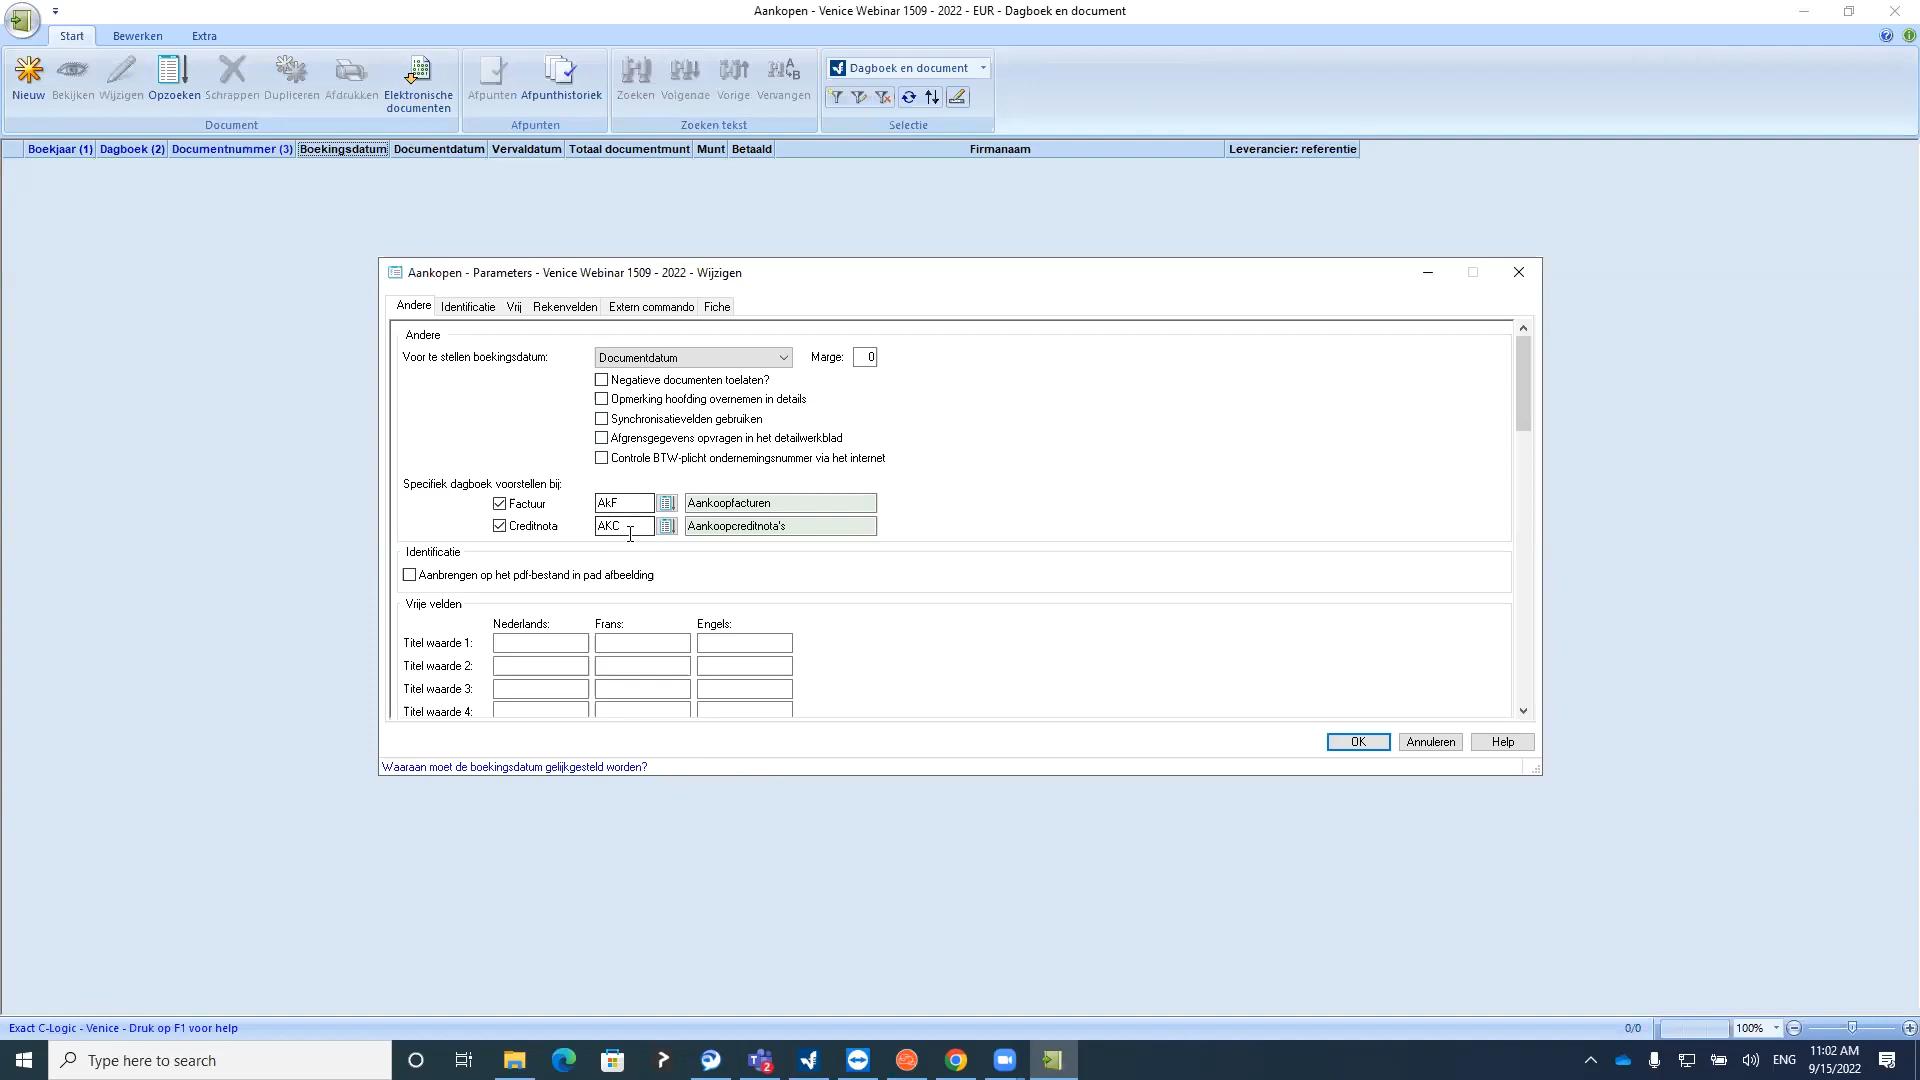 Aankopen - Venice Webinar 1509 - 2022 - EUR - Dagboek en document
Start Bewerken Extra
Nieuw Bekijken Wijzigen Opzoeken Schrappen Dupliceren Afdrukken Elektronische documenten Afpunten Afpunthistoriek Zoeken Volgende Vorige Vervangen Dagboek en document
Document Afpunten Zoeken tekst Selectie
Boekjaar (1) Dagboek (2) Documentnummer (3) Boekingsdatum Documentdatum Vervaldatum Totaal documentmunt Munt Betaald Firmanaam Leverancier: referentie
Aankopen - Parameters - Venice Webinar 1509 - 2022 - Wijzigen
Andere Identificatie Vrij Rekenvelden Extern commando Fiche
Andere
Voor te stellen boekingsdatum: Documentdatum Marge: 0
Negatieve documenten toelaten?
Opmerking hoofding overnemen in details
Synchronisatievelden gebruiken
Afgrensgegevens opvragen in het detailwerkblad
Controle BTW-plicht ondernemingsnummer via het internet
Specifiek dagboek voorstellen bij:
Factuur AkF Aankoopfacturen
Creditnota AKC Aankoopcreditnota's
Identificatie
Aanbrengen op het pdf-bestand in pad afbeelding
Vrije velden
Nederlands: Frans: Engels:
Titel waarde 1:
Titel waarde 2:
Titel waarde 3:
Titel waarde 4:
OK Annuleren Help
Waaraan moet de boekingsdatum gelijkgesteld worden?
Exact C-Logic - Venice - Druk op F1 voor help 0/0 100%
Type here to search 2 ENG 11:02 AM
9/15/2022